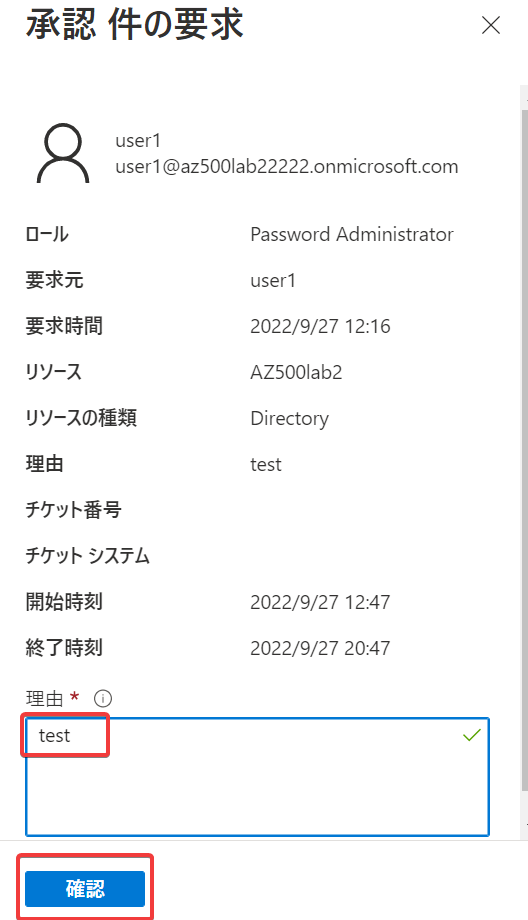 承認 件の要求
user1
user1@az500lab22222.onmicrosoft.com
ロール Password Administrator
要求元 user1
要求時間 2022/9/27 12:16
リソース AZ500lab2
リソースの種類 Directory
理由 test
チケット番号
チケット システム
開始時刻 2022/9/27 12:47
終了時刻 2022/9/27 20:47
理由 *
test
確認